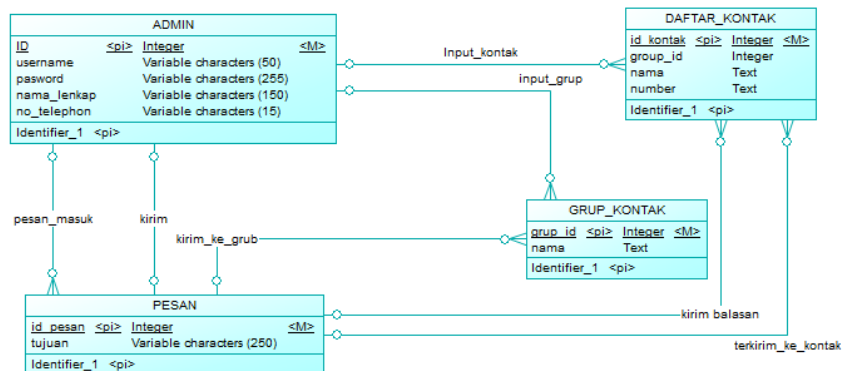 ADMIN
ID <pi> Integer <M>
username Variable characters (50)
pasword Variable characters (255)
nama_lenkap Variable characters (150)
no_telephon Variable characters (15)
Identifier_1 <pi>
DAFTAR_KONTAK
id_kontak <pi> Integer <M>
group_id Integer
nama Text
number Text
Identifier_1 <pi>
Input_kontak
input_grup
pesan_masuk
kirim
kirim_ke_grub
GRUP_KONTAK
grup_id <pi> Integer <M>
nama Text
Identifier_1 <pi>
PESAN
id_pesan <pi> Integer <M>
tujuan Variable characters (250)
Identifier_1 <pi>
kirim balasan
terkirim_ke_kontak